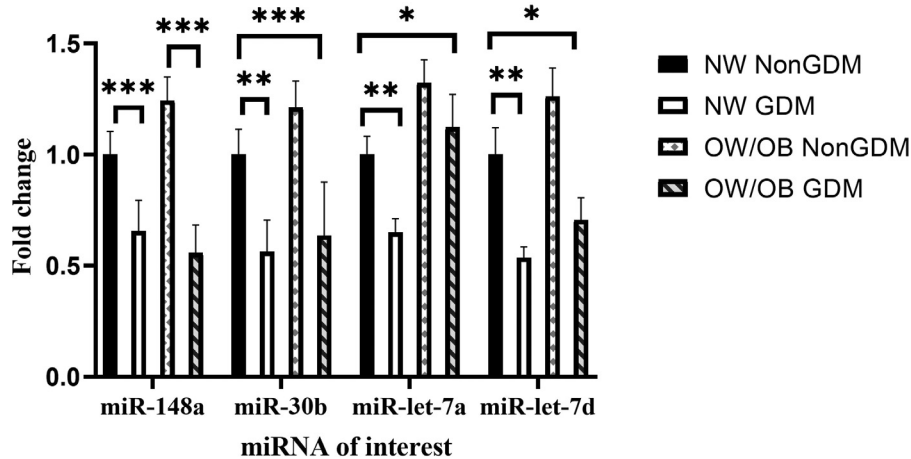 ***
***
*
***
*
**
**
**
1.5
1.0
0.5
0.0
Fold change
miR-148a
miR-30b
miR-let-7a
miR-let-7d
miRNA of interest
NW NonGDM
NW GDM
OW/OB NonGDM
OW/OB GDM